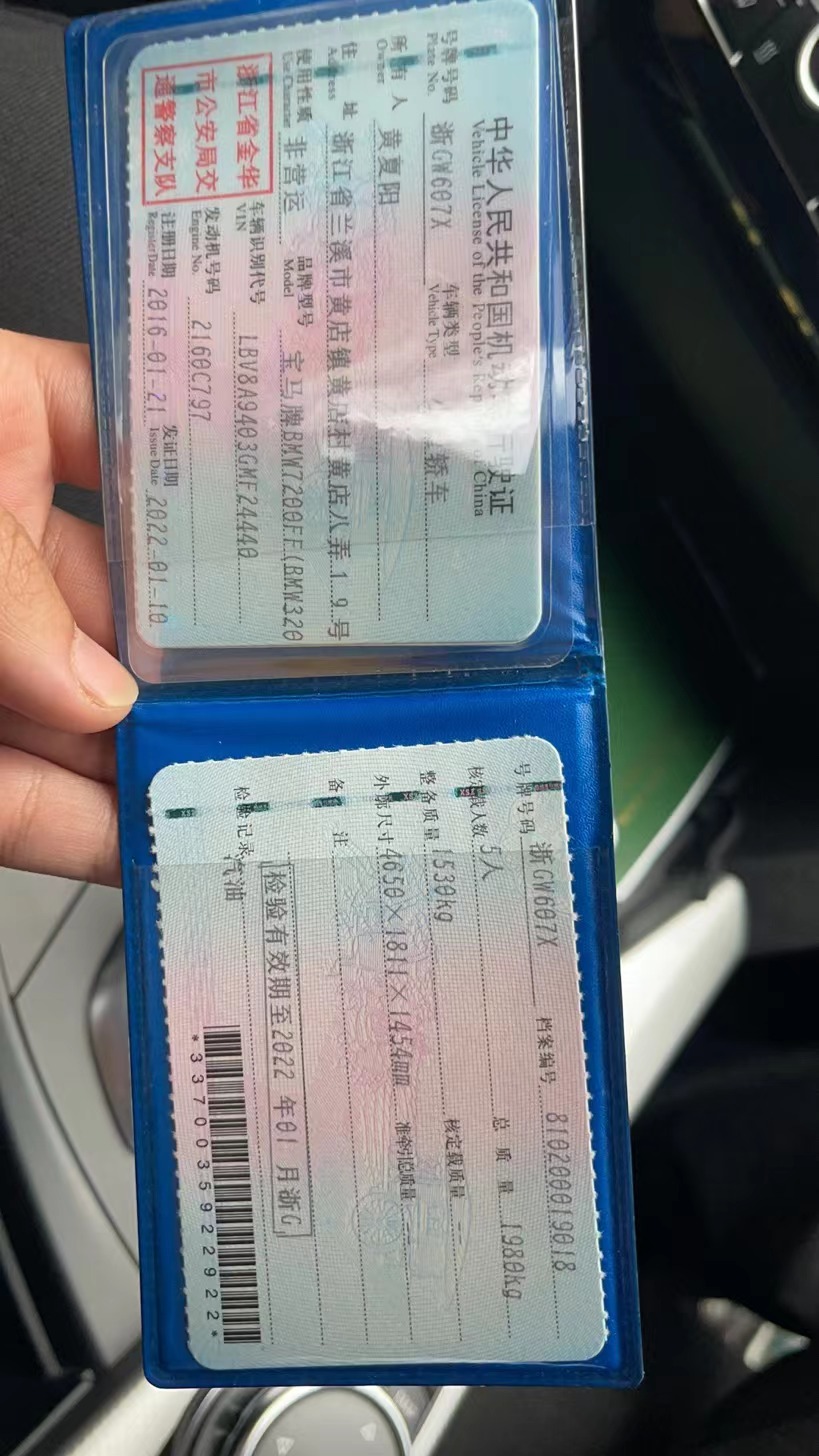 中华人民共和国机动车行驶证
Vehicle License of the People's Rep of China
号牌号码 浙GW607X 车辆类型 轿车
Plate No. Vehicle Type
所有人 黄夏阳
Owner
住址 浙江省兰溪市黄店镇黄店村黄店八弄19号
Address
使用性质 非营运 品牌型号 宝马牌BMW7200FF(BMW320
Use Character Model
浙江省金华
市公安局交
通警察支队
车辆识别代号 LBV8A9403GMF24440
VIN
发动机号码 2160C797
Engine No.
注册日期 2016-01-21 发证日期 2022-01-10
Register Date Issue Date
号牌号码 浙GW607X 档案编号 810200019018
核定载人数 5人 总质量 1980kg
整备质量 1530kg 核定载质量 --
外廓尺寸 4650×1811×1454mm 准牵引总质量 --
备注
检验有效期至2022年01月浙G
检验记录 汽油
*3370035922922*